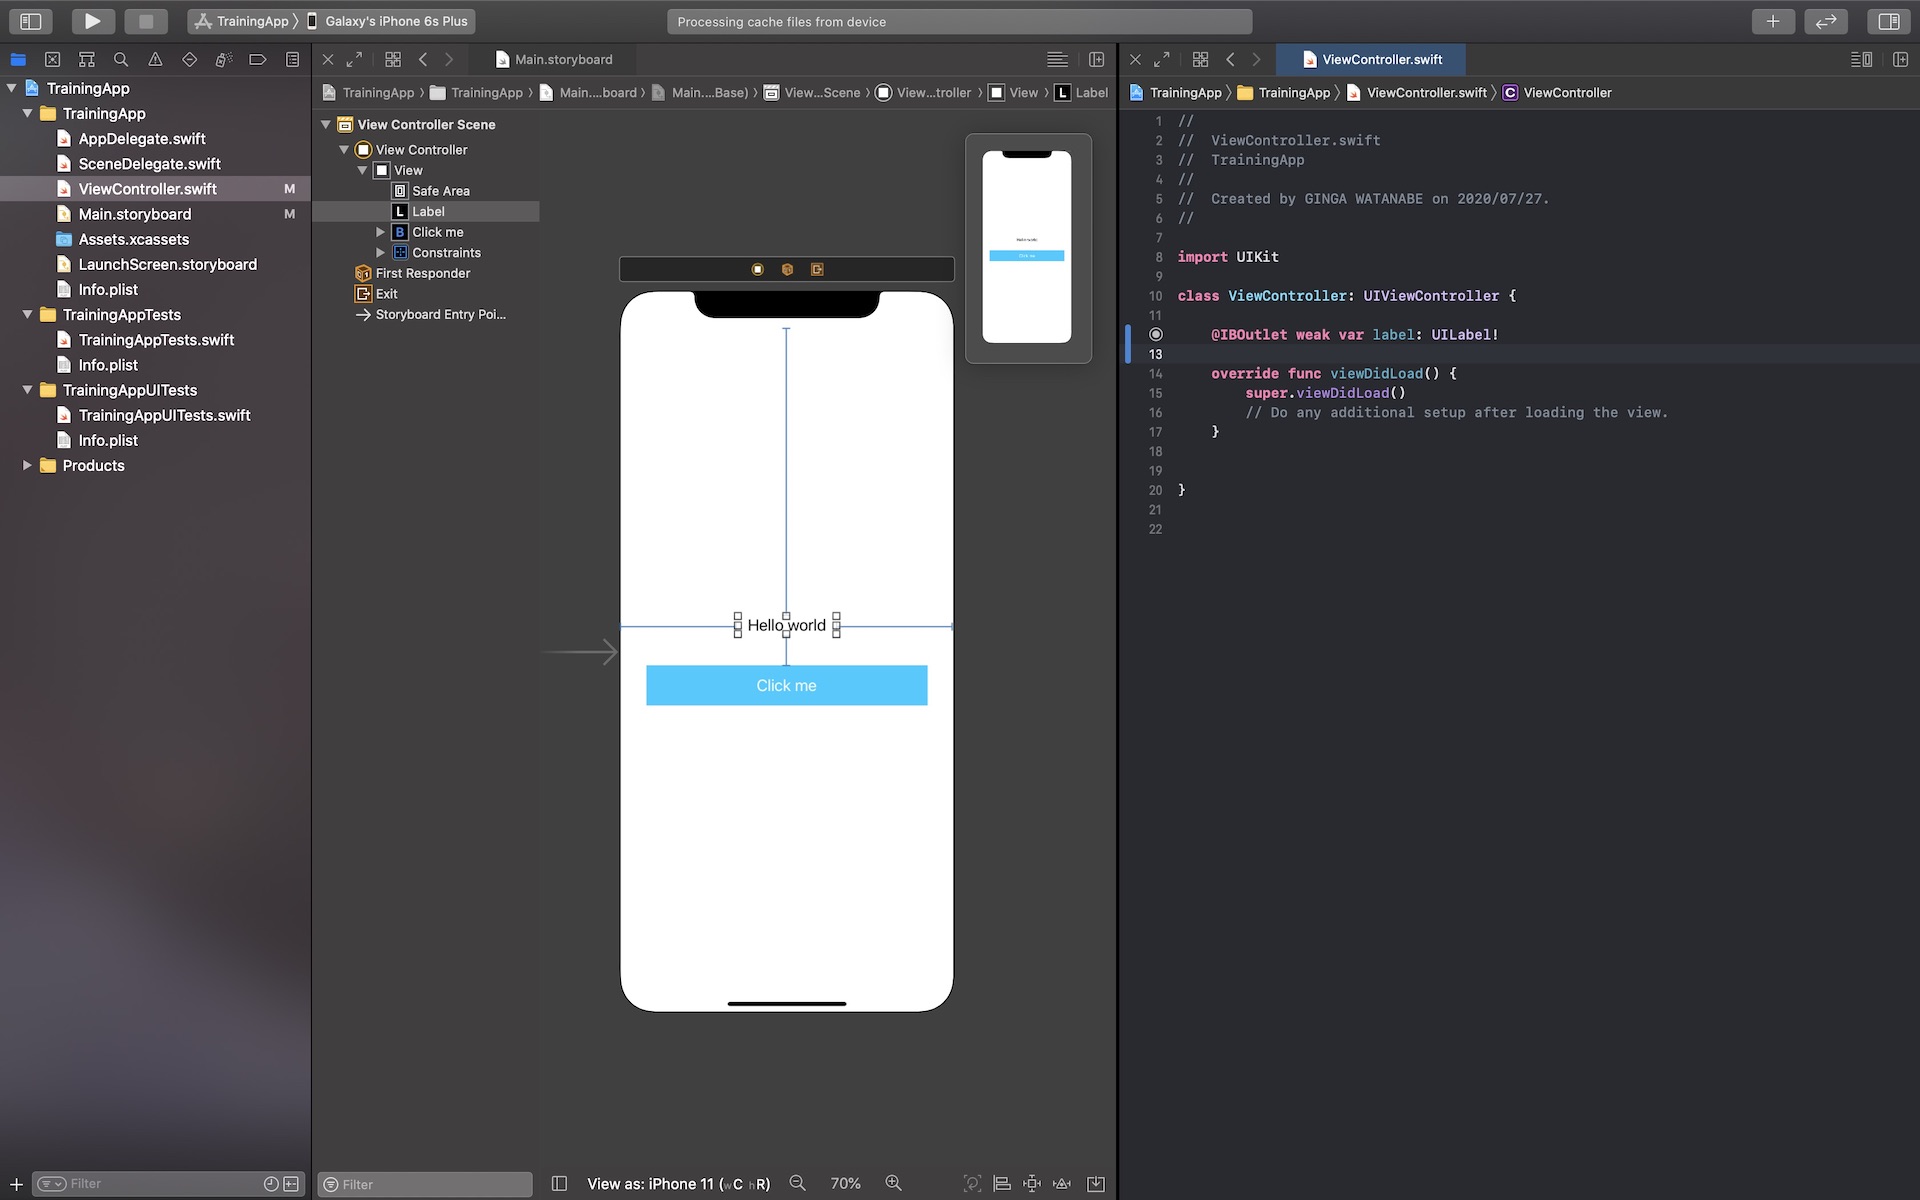 TrainingApp 〉 Galaxy's iPhone 6s Plus
Processing cache files from device
Main.storyboard
ViewController.swift
TrainingApp 〉 TrainingApp 〉 Main....board 〉 Main....Base) 〉 View...Scene 〉 View...troller 〉 View 〉 L Label
TrainingApp 〉 TrainingApp 〉 ViewController.swift 〉 C ViewController
TrainingApp
TrainingApp
AppDelegate.swift
SceneDelegate.swift
ViewController.swift M
Main.storyboard M
Assets.xcassets
LaunchScreen.storyboard
Info.plist
TrainingAppTests
TrainingAppTests.swift
Info.plist
TrainingAppUITests
TrainingAppUITests.swift
Info.plist
Products
Filter
View Controller Scene
View Controller
View
Safe Area
L Label
B Click me
Constraints
First Responder
Exit
Storyboard Entry Poi...
Filter
Hello world
Click me
Hello world
Click me
View as: iPhone 11 (wC hR)
70%
1 //
2 // ViewController.swift
3 // TrainingApp
4 //
5 // Created by GINGA WATANABE on 2020/07/27.
6 //
7
8 import UIKit
9
10 class ViewController: UIViewController {
11
@IBOutlet weak var label: UILabel!
13
14 override func viewDidLoad() {
15 super.viewDidLoad()
16 // Do any additional setup after loading the view.
17 }
18
19
20 }
21
22